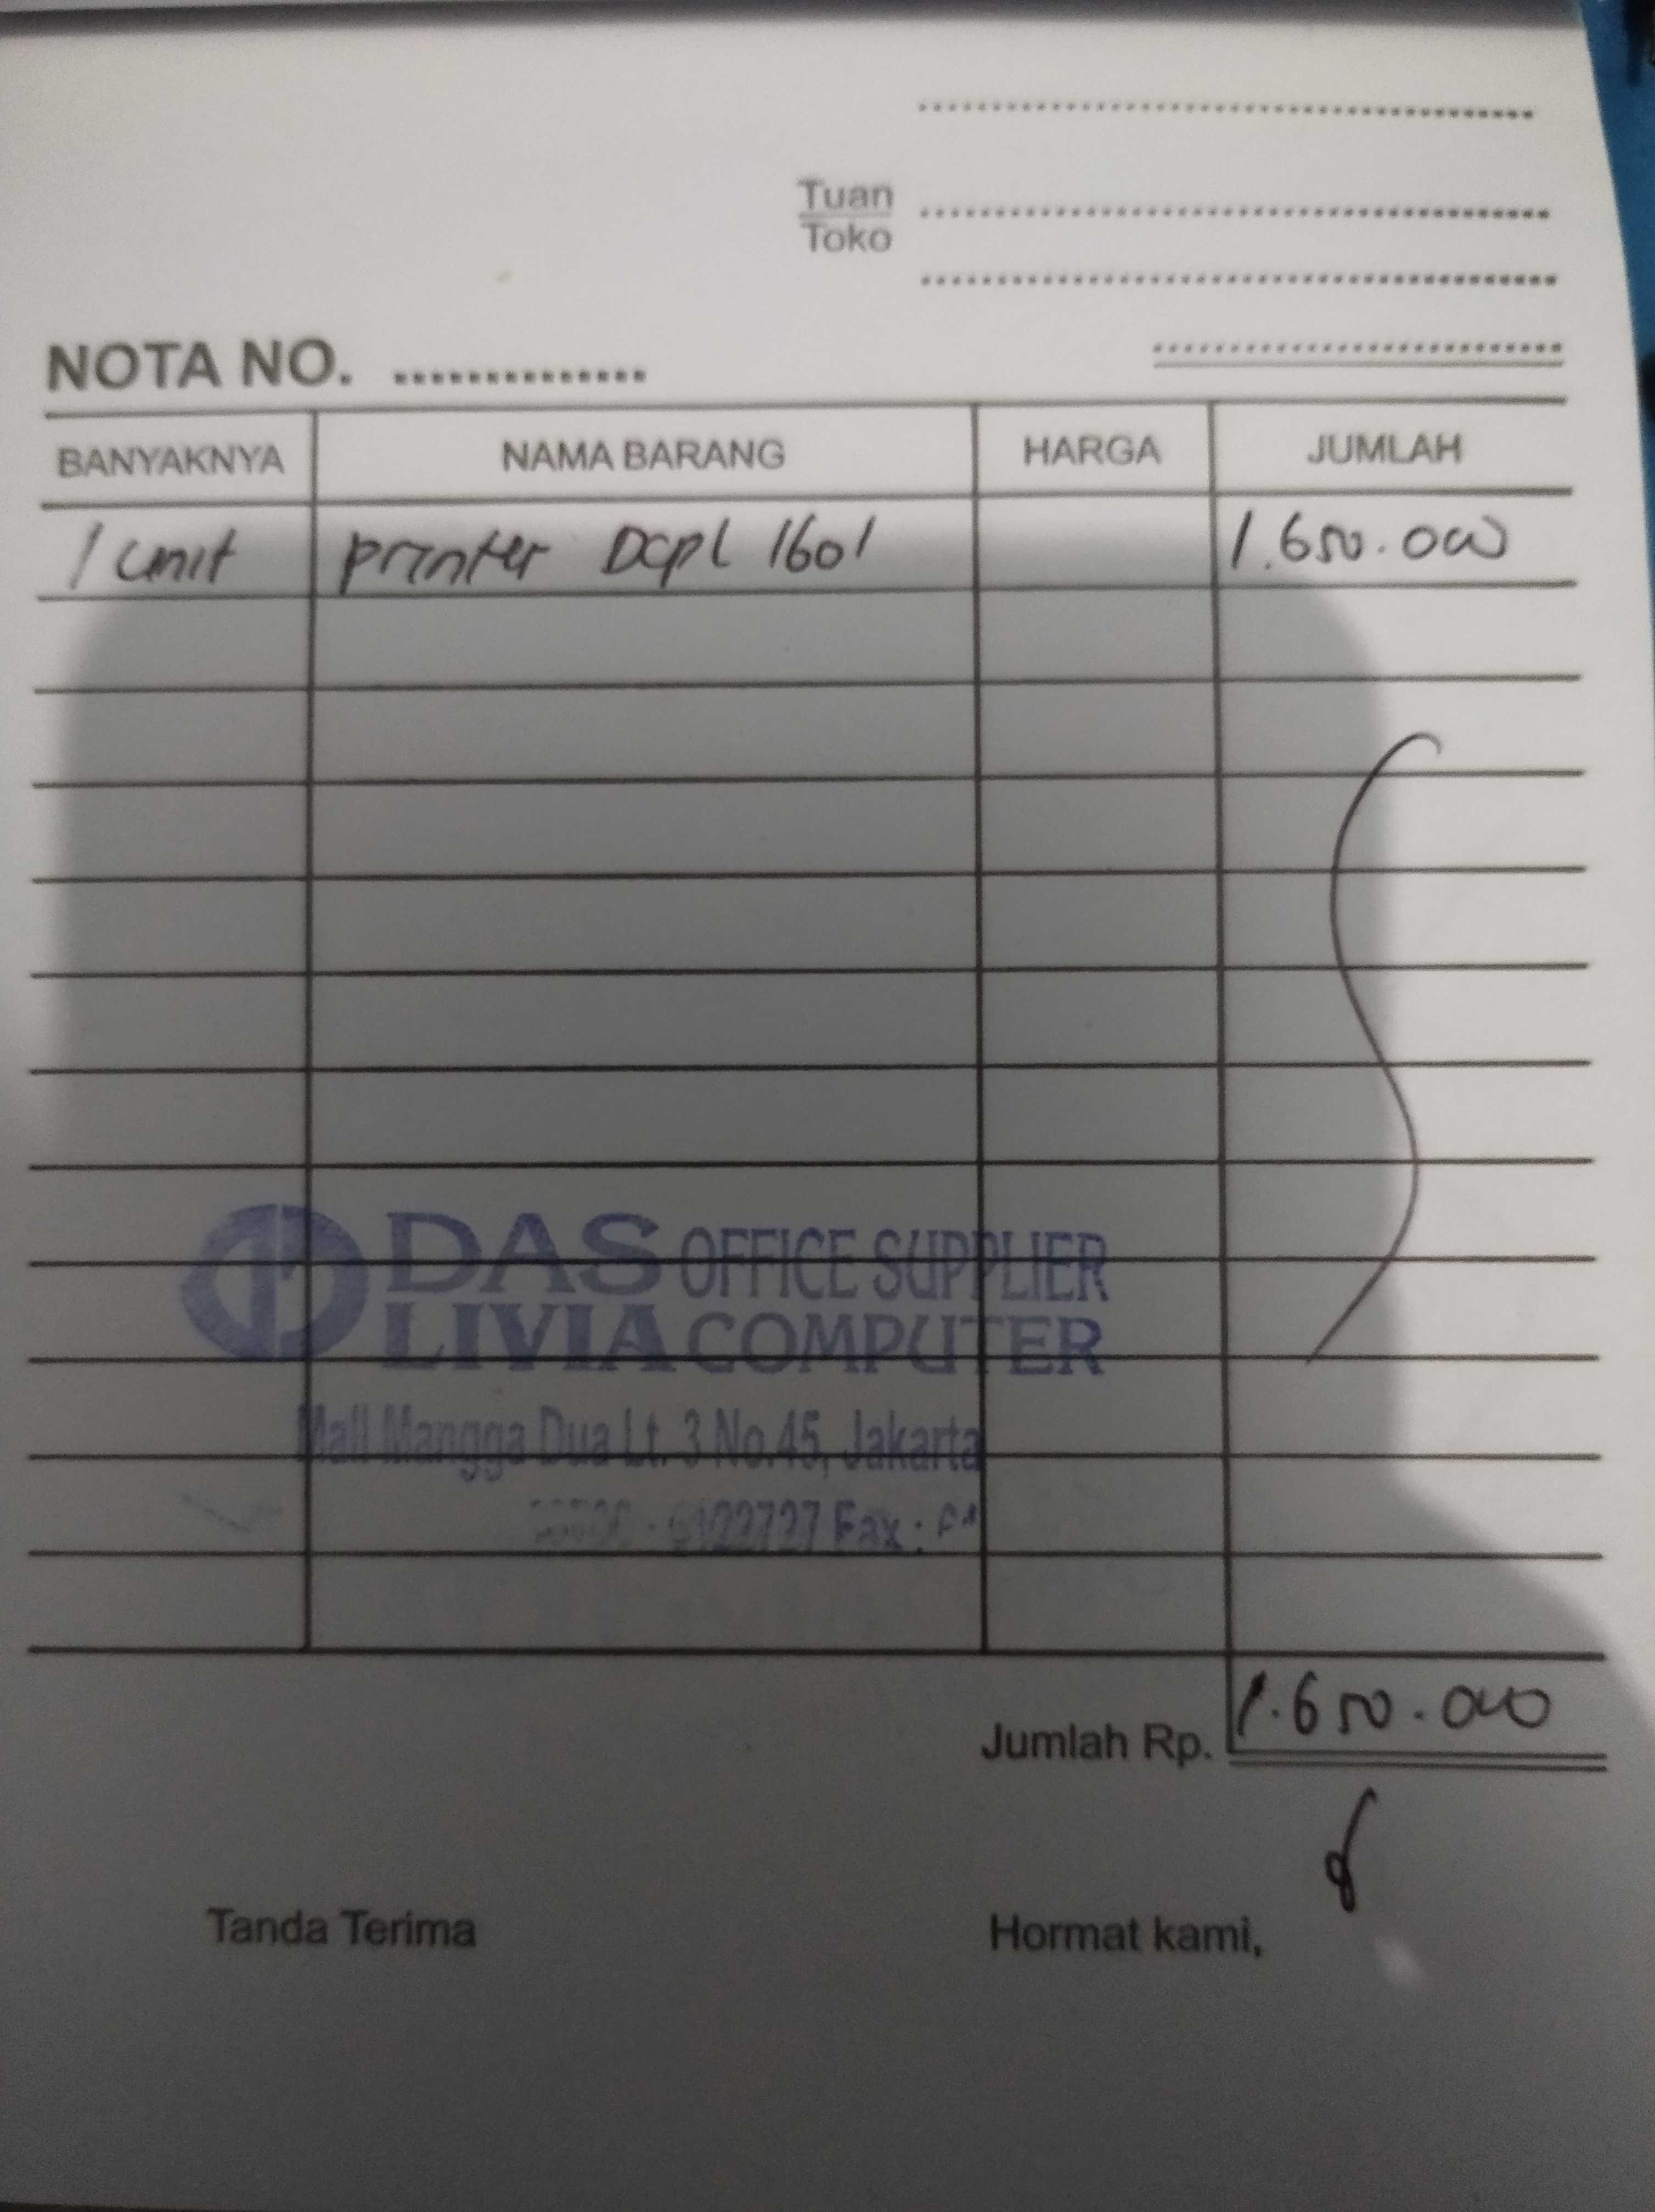 Tuan
Toko
NOTA NO. ..............
BANYAKNYA NAMA BARANG HARGA JUMLAH
1 unit printer Dcpl 1601 1.650.000
DAS OFFICE SUPPLIER
LIVIA COMPUTER
Mall Mangga Dua Lt. 3 No.45, Jakarta
Fax :
Jumlah Rp. 1.650.000
Tanda Terima Hormat kami,